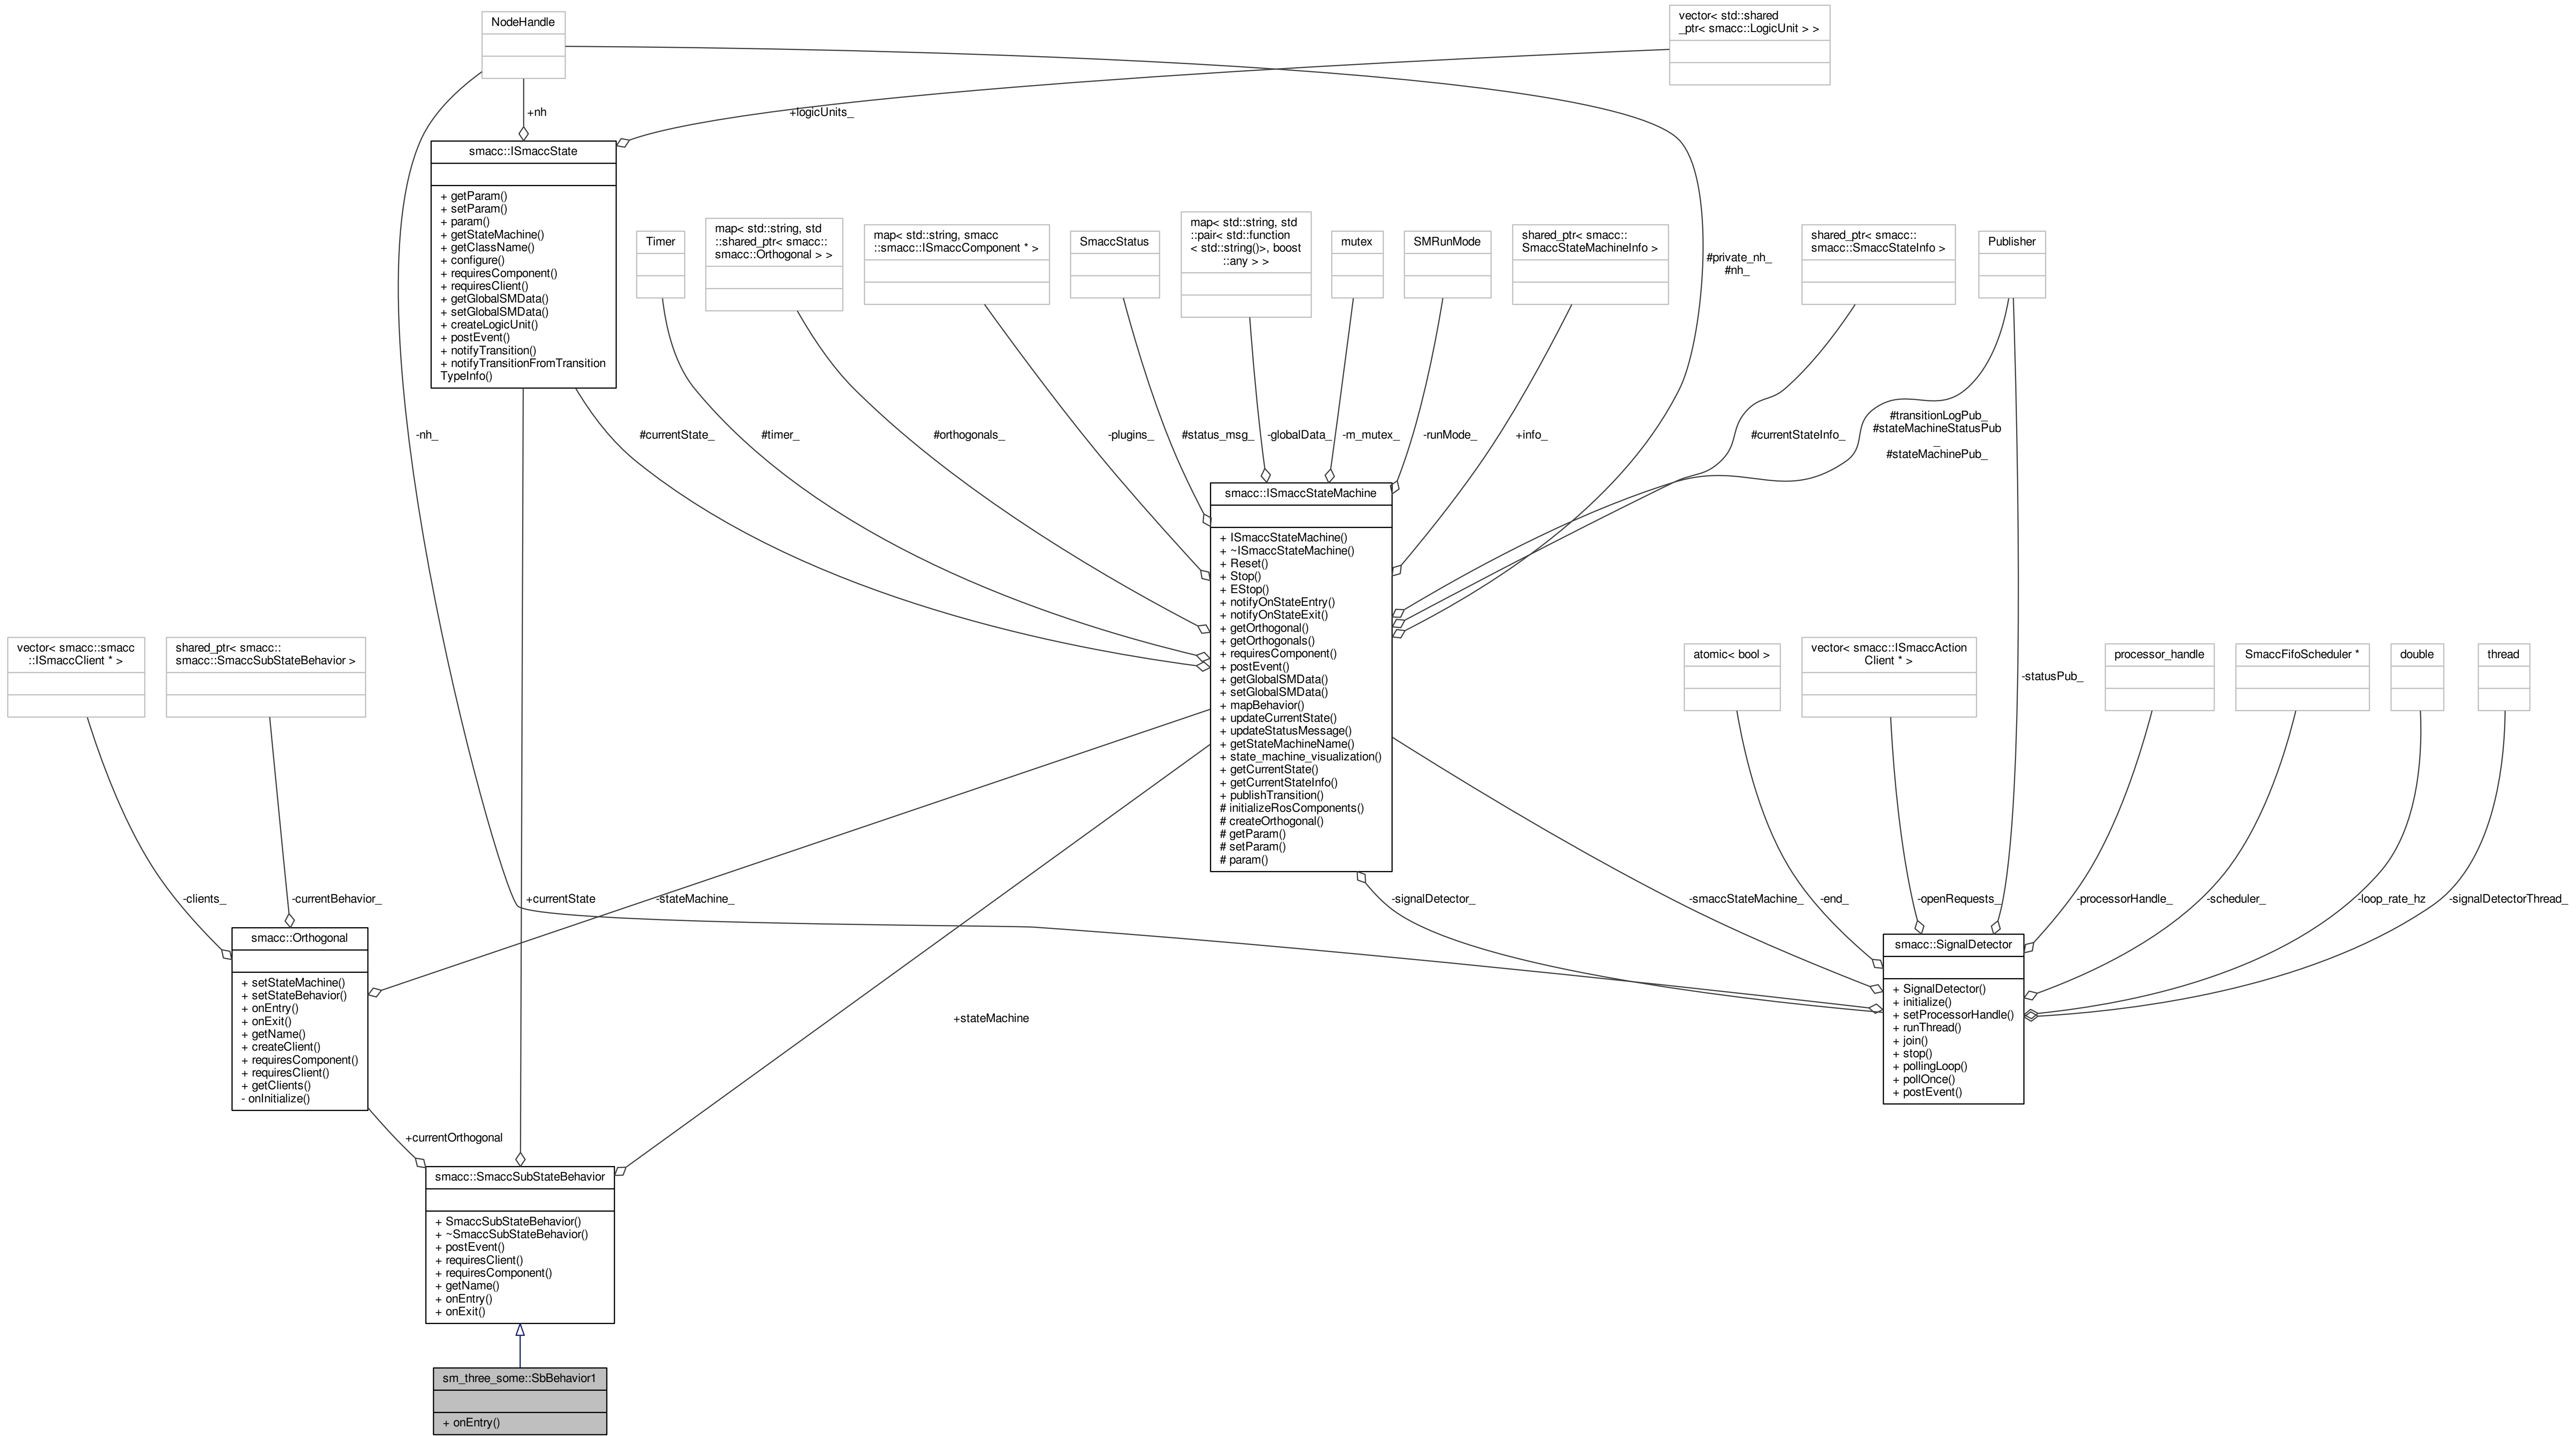 NodeHandle
vector< std::shared
_ptr< smacc::LogicUnit > >
+nh
+logicUnits_
smacc::ISmaccState
+ getParam()
+ setParam()
+ param()
+ getStateMachine()
+ getClassName()
+ configure()
+ requiresComponent()
+ requiresClient()
+ getGlobalSMData()
+ setGlobalSMData()
+ createLogicUnit()
+ postEvent()
+ notifyTransition()
+ notifyTransitionFromTransition
TypeInfo()
Timer
map< std::string, std
::shared_ptr< smacc::
smacc::Orthogonal > >
map< std::string, smacc
::smacc::ISmaccComponent * >
SmaccStatus
map< std::string, std
::pair< std::function
< std::string()>, boost
::any > >
mutex
SMRunMode
shared_ptr< smacc::
SmaccStateMachineInfo >
#private_nh_
#nh_
shared_ptr< smacc::
smacc::SmaccStateInfo >
Publisher
-nh_
#currentState_
#timer_
#orthogonals_
-plugins_
#status_msg_
-globalData_
-m_mutex_
-runMode_
+info_
#currentStateInfo_
#transitionLogPub_
#stateMachineStatusPub
_
#stateMachinePub_
smacc::ISmaccStateMachine
+ ISmaccStateMachine()
+ ~ISmaccStateMachine()
+ Reset()
+ Stop()
+ EStop()
+ notifyOnStateEntry()
+ notifyOnStateExit()
+ getOrthogonal()
+ getOrthogonals()
+ requiresComponent()
+ postEvent()
+ getGlobalSMData()
+ setGlobalSMData()
+ mapBehavior()
+ updateCurrentState()
+ updateStatusMessage()
+ getStateMachineName()
+ state_machine_visualization()
+ getCurrentState()
+ getCurrentStateInfo()
+ publishTransition()
# initializeRosComponents()
# createOrthogonal()
# getParam()
# setParam()
# param()
vector< smacc::smacc
::ISmaccClient * >
shared_ptr< smacc::
smacc::SmaccSubStateBehavior >
atomic< bool >
vector< smacc::ISmaccAction
Client * >
-statusPub_
processor_handle
SmaccFifoScheduler *
double
thread
-clients_
-currentBehavior_
+currentState
-stateMachine_
-signalDetector_
-smaccStateMachine_
-end_
-openRequests_
-processorHandle_
-scheduler_
-loop_rate_hz
-signalDetectorThread_
smacc::Orthogonal
+ setStateMachine()
+ setStateBehavior()
+ onEntry()
+ onExit()
+ getName()
+ createClient()
+ requiresComponent()
+ requiresClient()
+ getClients()
- onInitialize()
smacc::SignalDetector
+ SignalDetector()
+ initialize()
+ setProcessorHandle()
+ runThread()
+ join()
+ stop()
+ pollingLoop()
+ pollOnce()
+ postEvent()
+stateMachine
+currentOrthogonal
smacc::SmaccSubStateBehavior
+ SmaccSubStateBehavior()
+ ~SmaccSubStateBehavior()
+ postEvent()
+ requiresClient()
+ requiresComponent()
+ getName()
+ onEntry()
+ onExit()
sm_three_some::SbBehavior1
+ onEntry()